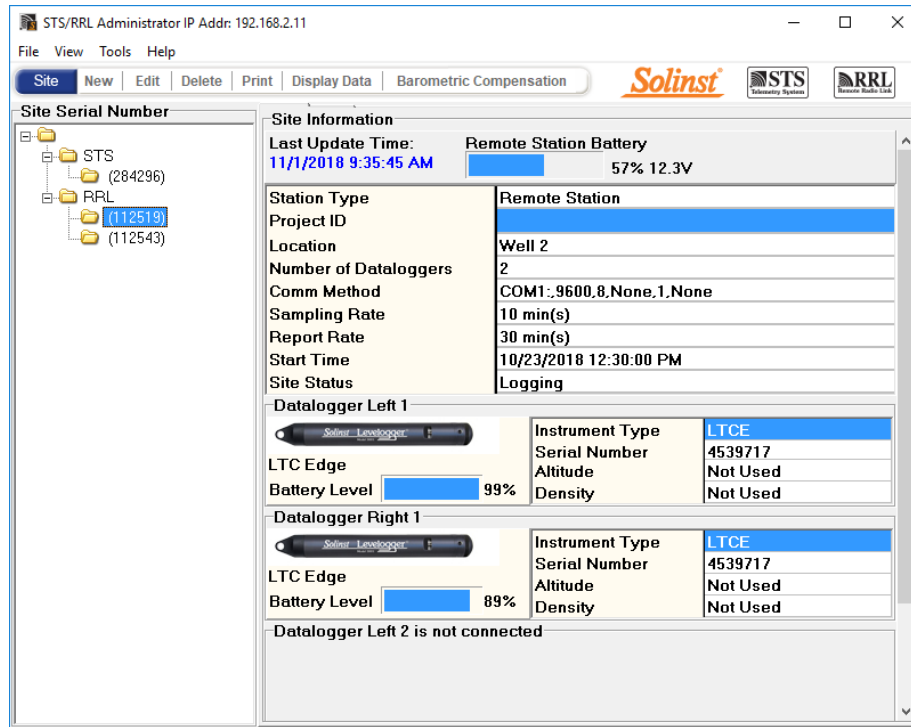 STS/RRL Administrator IP Addr: 192.168.2.11
File View Tools Help
Site New Edit Delete Print Display Data Barometric Compensation Solinst STS Telemetry System RRL Remote Radio Link
Site Serial Number
STS
(284296)
RRL
(112519)
(112543)
Site Information
Last Update Time: Remote Station Battery
11/1/2018 9:35:45 AM 57% 12.3V
Station Type Remote Station
Project ID
Location Well 2
Number of Dataloggers 2
Comm Method COM1:,9600,8,None,1,None
Sampling Rate 10 min(s)
Report Rate 30 min(s)
Start Time 10/23/2018 12:30:00 PM
Site Status Logging
Datalogger Left 1
Solinst Levelogger
LTC Edge
Battery Level 99%
Instrument Type LTCE
Serial Number 4539717
Altitude Not Used
Density Not Used
Datalogger Right 1
Solinst Levelogger
LTC Edge
Battery Level 89%
Instrument Type LTCE
Serial Number 4539717
Altitude Not Used
Density Not Used
Datalogger Left 2 is not connected